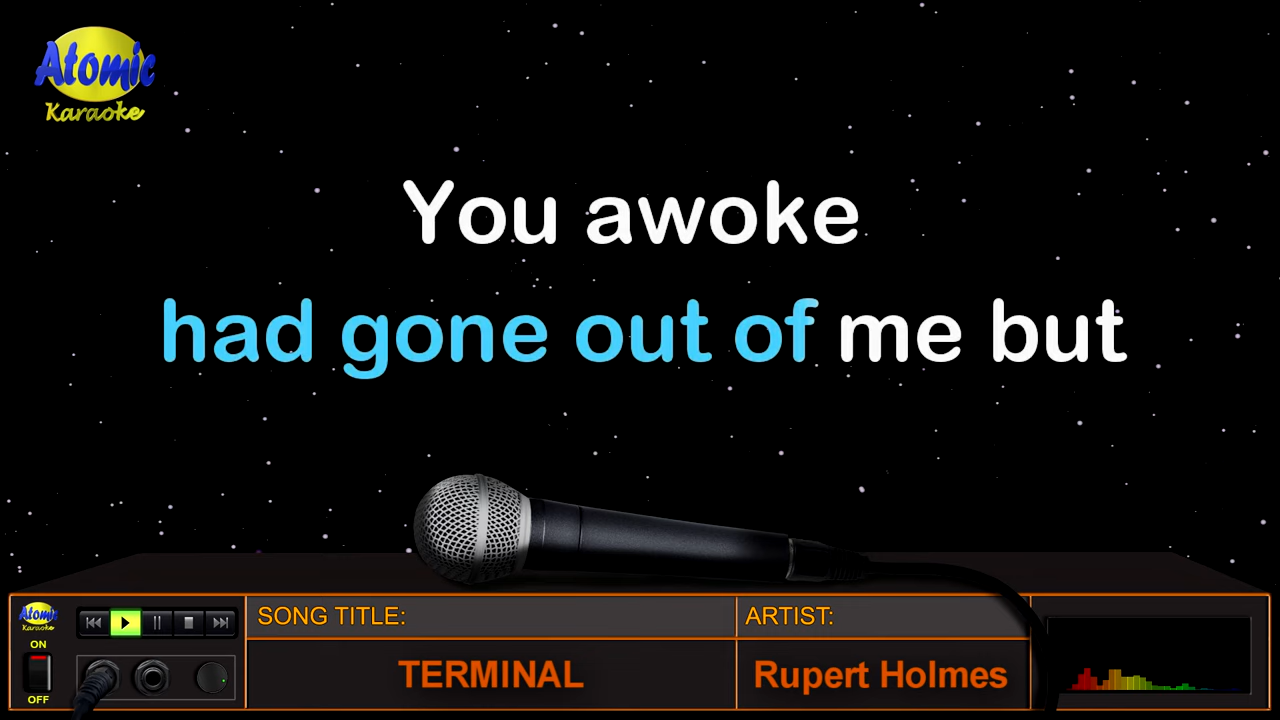 Atomic
Karaoke
You awoke
had gone out of me but
Atomic
Karaoke
ON
OFF
SONG TITLE:
ARTIST:
TERMINAL
Rupert Holmes